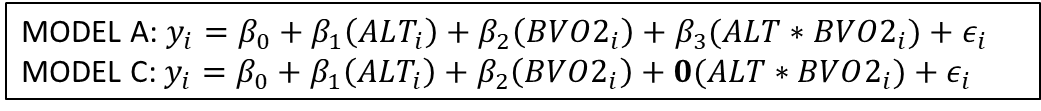 MODEL A: yᵢ = β₀ + β₁(ALTᵢ) + β₂(BVO2ᵢ) + β₃(ALT ∗ BVO2ᵢ) + ϵᵢ
MODEL C: yᵢ = β₀ + β₁(ALTᵢ) + β₂(BVO2ᵢ) + 0(ALT ∗ BVO2ᵢ) + ϵᵢ